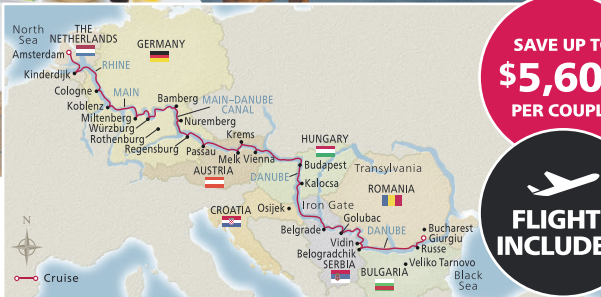 North
Sea
THE
NETHERLANDS
Amsterdam
GERMANY
Kinderdijk
RHINE
Cologne
MAIN
Koblenz
Bamberg
MAIN–DANUBE
CANAL
Miltenberg
Würzburg
Nuremberg
Rothenburg
Regensburg
Passau
Krems
Melk
Vienna
AUSTRIA
HUNGARY
Budapest
DANUBE
Kalocsa
Transylvania
ROMANIA
CROATIA
Osijek
Iron Gate
Golubac
Belgrade
DANUBE
Bucharest
Giurgiu
Vidin
Russe
Belogradchik
SERBIA
Veliko Tarnovo
BULGARIA
Black
Sea
N
Cruise
SAVE UP
$5,60
PER COUPL
FLIGHT
INCLUDE